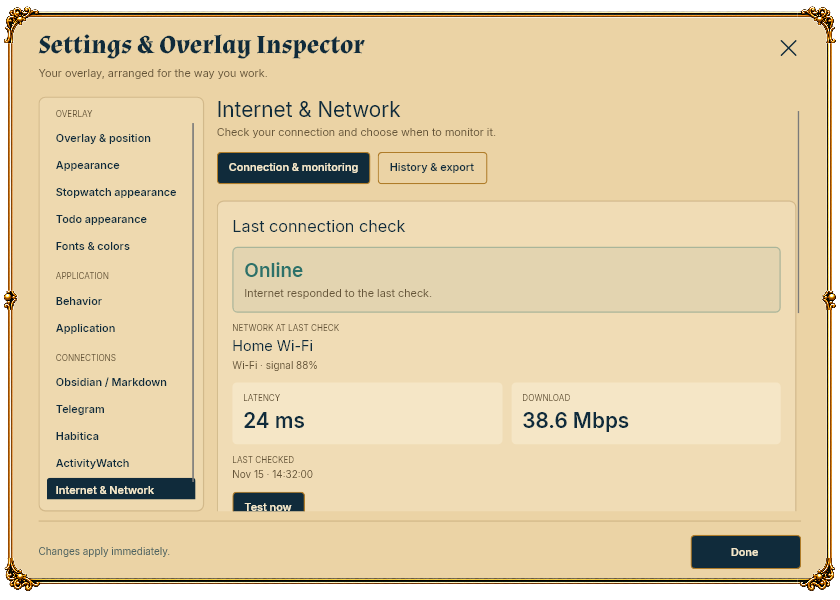 Settings & Overlay Inspector
Your overlay, arranged for the way you work.
OVERLAY
Overlay & position
Appearance
Stopwatch appearance
Todo appearance
Fonts & colors
APPLICATION
Behavior
Application
CONNECTIONS
Obsidian / Markdown
Telegram
Habitica
ActivityWatch
Internet & Network
Internet & Network
Check your connection and choose when to monitor it.
Connection & monitoring
History & export
Last connection check
Online
Internet responded to the last check.
NETWORK AT LAST CHECK
Home Wi-Fi
Wi-Fi · signal 88%
LATENCY
24 ms
DOWNLOAD
38.6 Mbps
LAST CHECKED
Nov 15 · 14:32:00
Test now
Changes apply immediately.
Done